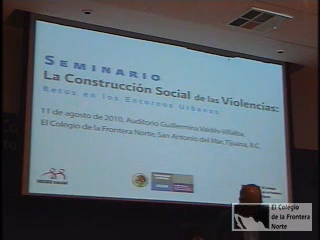 SEMINARIO
La Construcción Social de las Violencias:
Retos en los Entornos Urbanos
11 de agosto de 2010, Auditorio Guillermina Valdés-Villalba,
El Colegio de la Frontera Norte, San Antonio del Mar, Tijuana, B.C.
El Colegio
de la Frontera
Norte